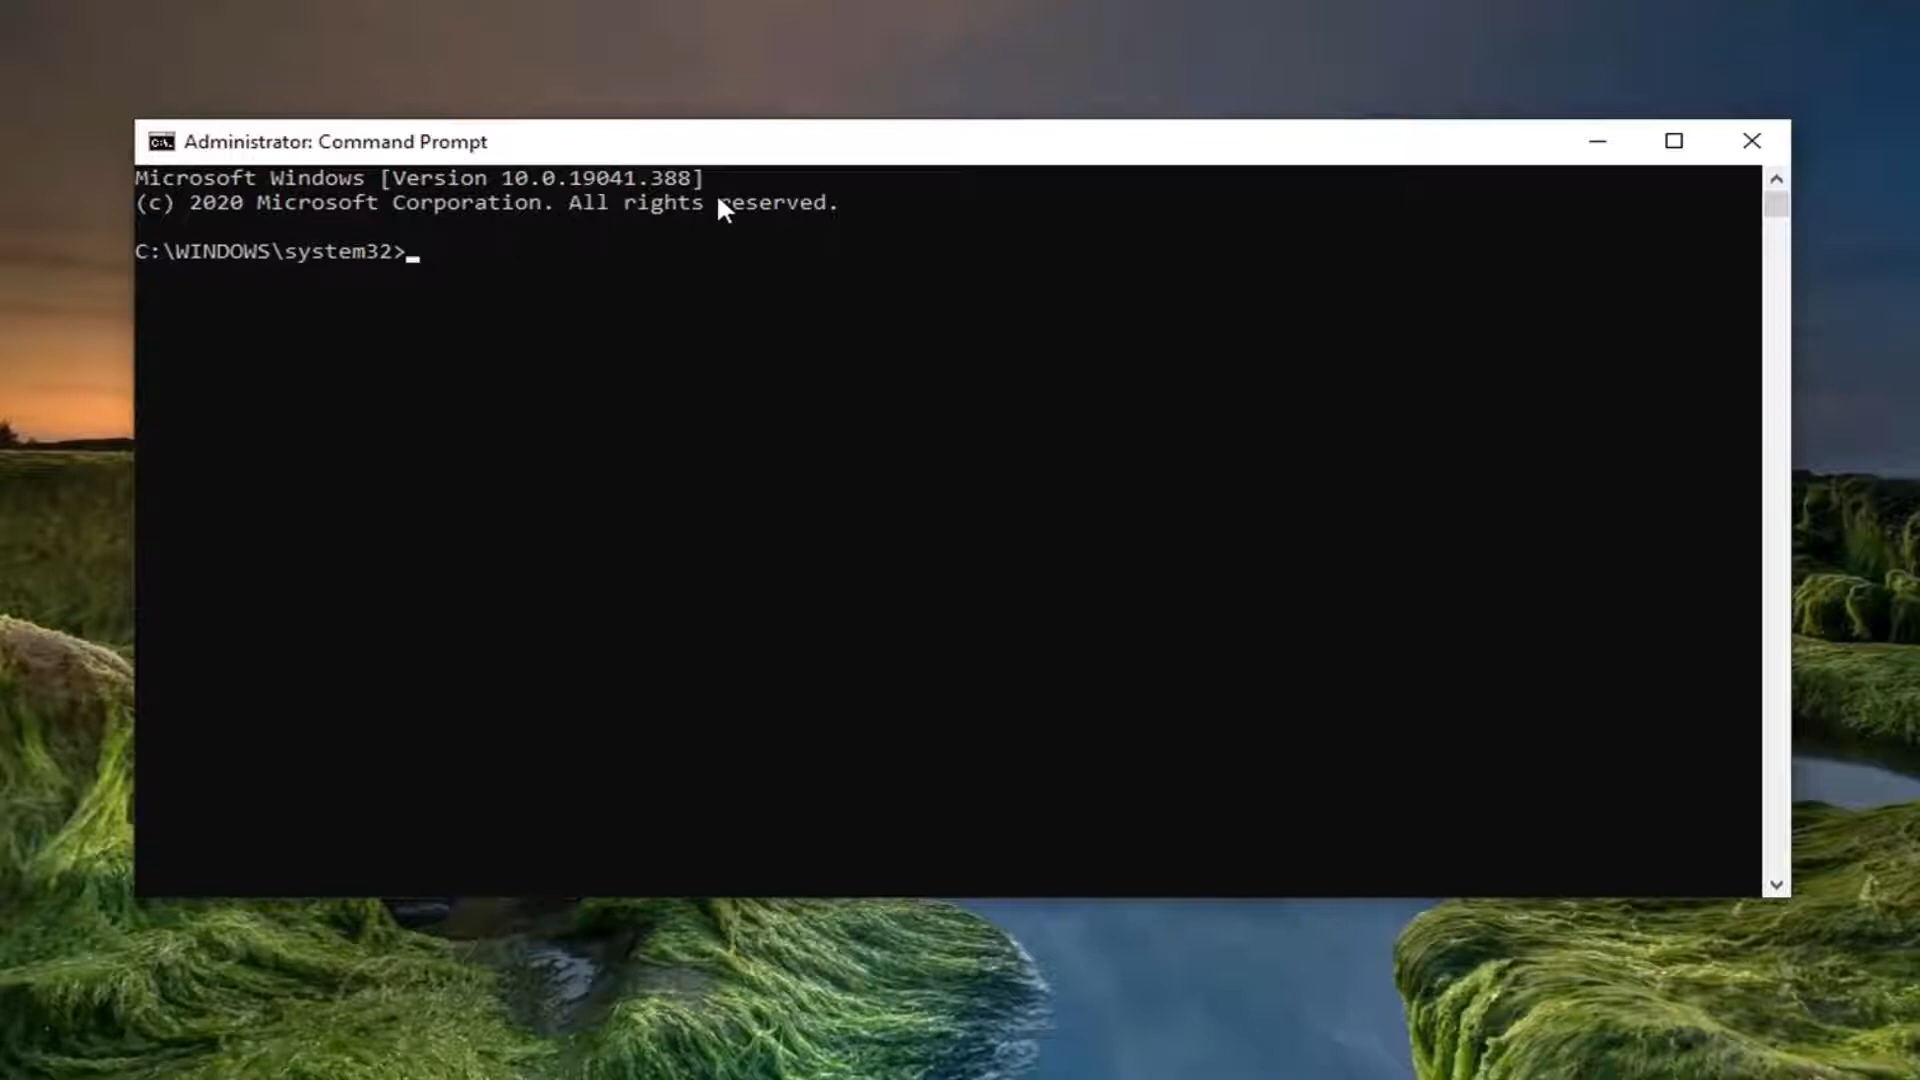 Administrator: Command Prompt
Microsoft Windows [Version 10.0.19041.388]
(c) 2020 Microsoft Corporation. All rights reserved.
C:\WINDOWS\system32>